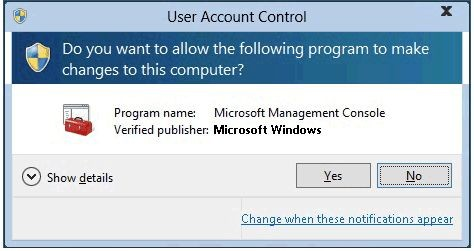 User Account Control
x
Do you want to allow the following program to make
changes to this computer?
Program name: Microsoft Management Console
Verified publisher: Microsoft Windows
Show details
Yes
No
Change when these notifications appear